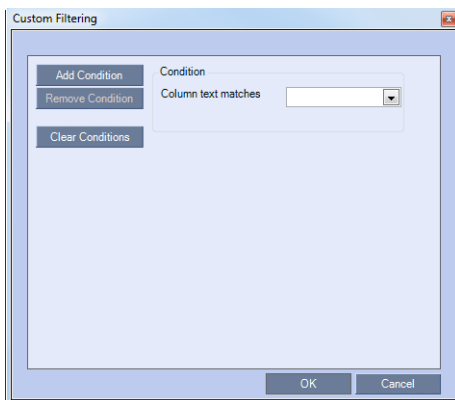 Custom Filtering
Add Condition
Remove Condition
Clear Conditions
Condition
Column text matches
OK
Cancel